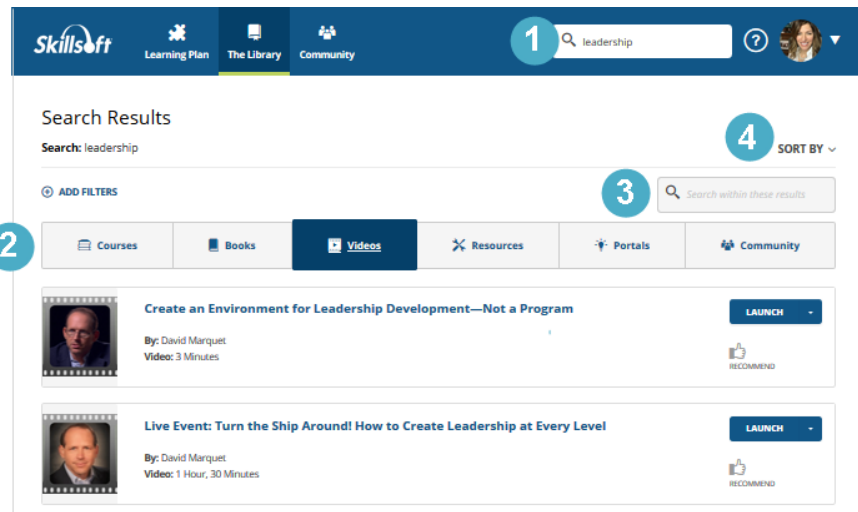 Skillsoft
Learning Plan
The Library
Community
1
leadership
?
Search Results
Search: leadership
4
SORT BY
ADD FILTERS
3
Search within these results
2
Courses
Books
Videos
Resources
Portals
Community
Create an Environment for Leadership Development—Not a Program
LAUNCH
By: David Marquet
Video: 3 Minutes
RECOMMEND
Live Event: Turn the Ship Around! How to Create Leadership at Every Level
LAUNCH
By: David Marquet
Video: 1 Hour, 30 Minutes
RECOMMEND